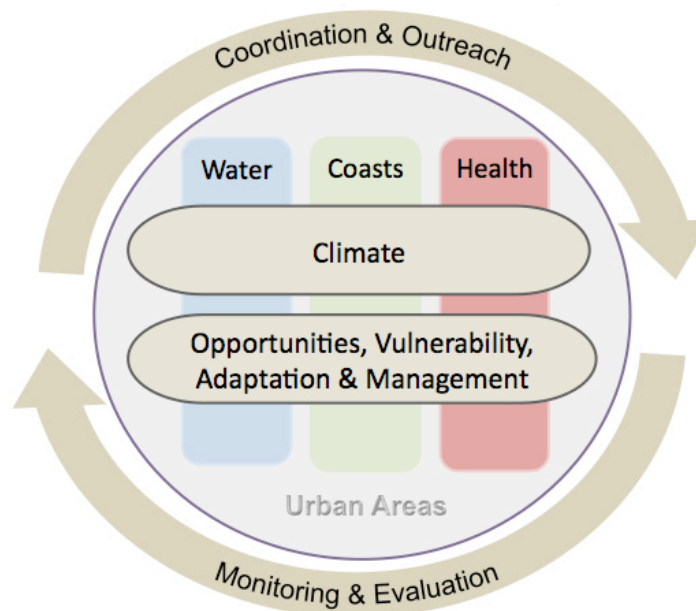 Coordination & Outreach
Water
Coasts
Health
Climate
Opportunities, Vulnerability,
Adaptation & Management
Urban Areas
Monitoring & Evaluation